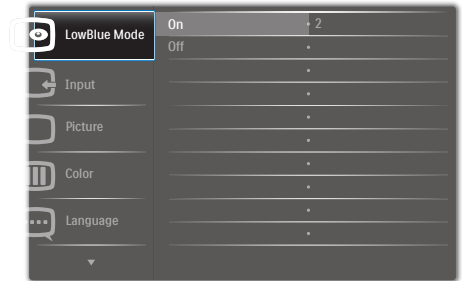 LowBlue Mode
On 2
Off
Input
Picture
Color
Language